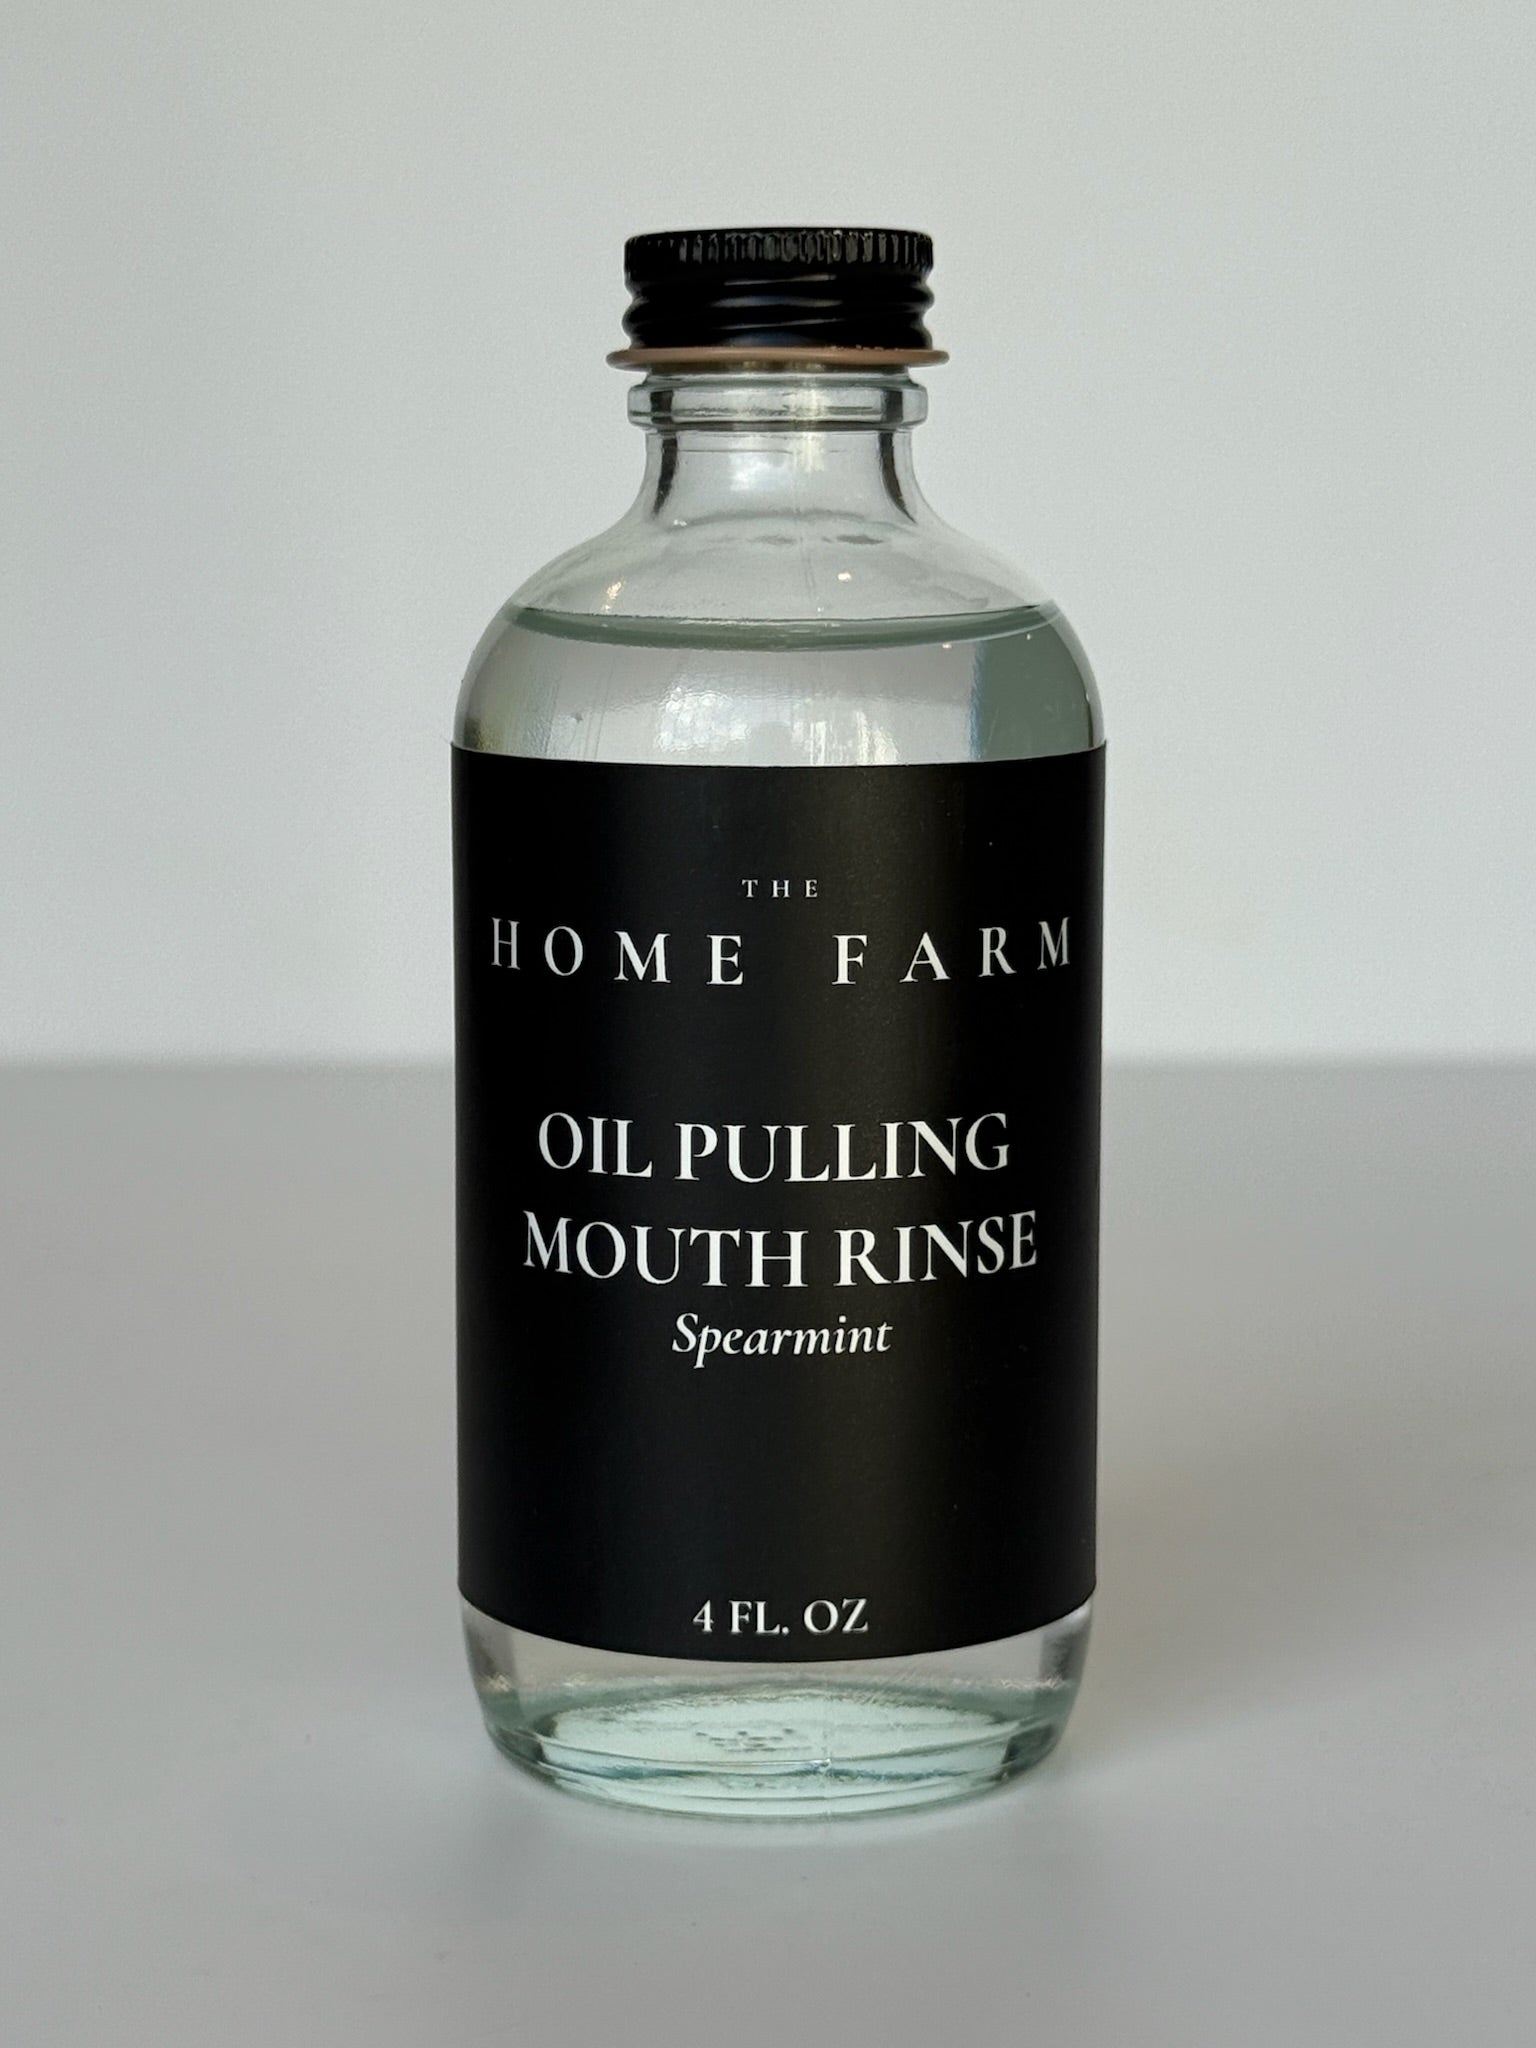 THE
HOME FARM
OIL PULLING
MOUTH RINSE
Spearmint
4 FL. OZ